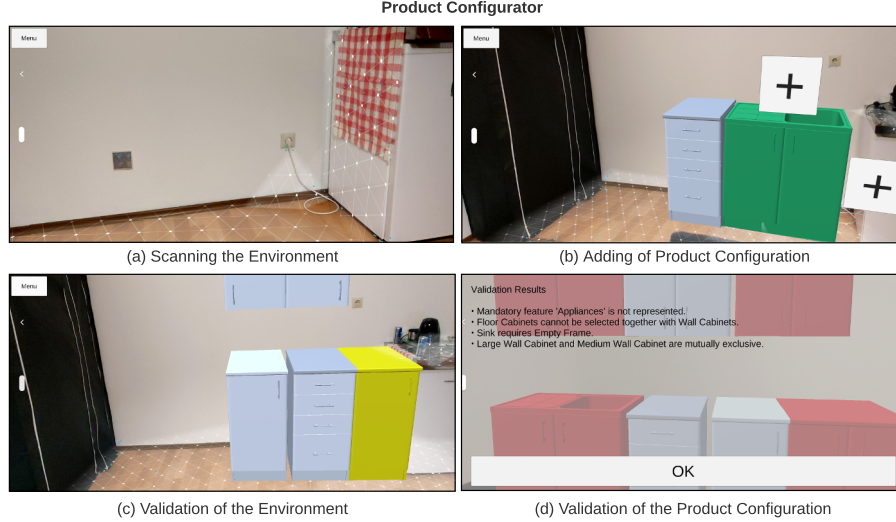 Product Configurator
Menu
Menu
(a) Scanning the Environment
(b) Adding of Product Configuration
Menu
Validation Results
• Mandatory feature 'Appliances' is not represented.
• Floor Cabinets cannot be selected together with Wall Cabinets.
• Sink requires Empty Frame.
• Large Wall Cabinet and Medium Wall Cabinet are mutually exclusive.
OK
(c) Validation of the Environment
(d) Validation of the Product Configuration